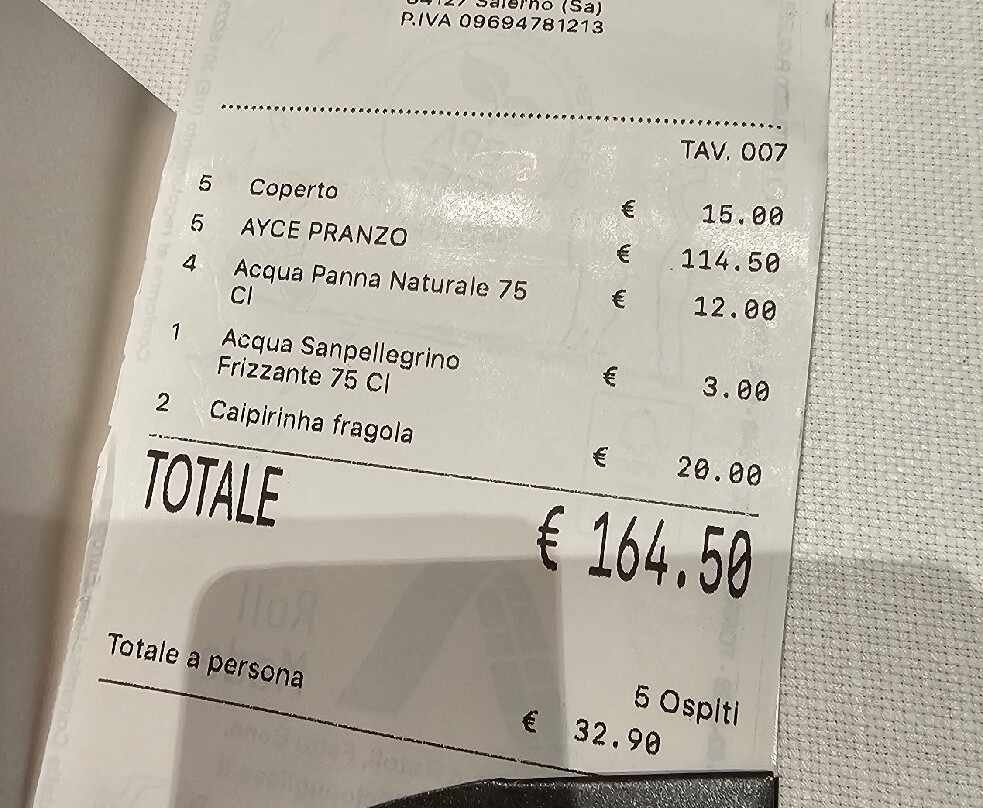 84127 Salerno (Sa)
P.IVA 09694781213
TAV. 007
5 Coperto € 15.00
5 AYCE PRANZO € 114.50
4 Acqua Panna Naturale 75 € 12.00
Cl
1 Acqua Sanpellegrino
Frizzante 75 Cl € 3.00
2 Caipirinha fragola € 20.00
TOTALE € 164.50
5 Ospiti
Totale a persona € 32.90